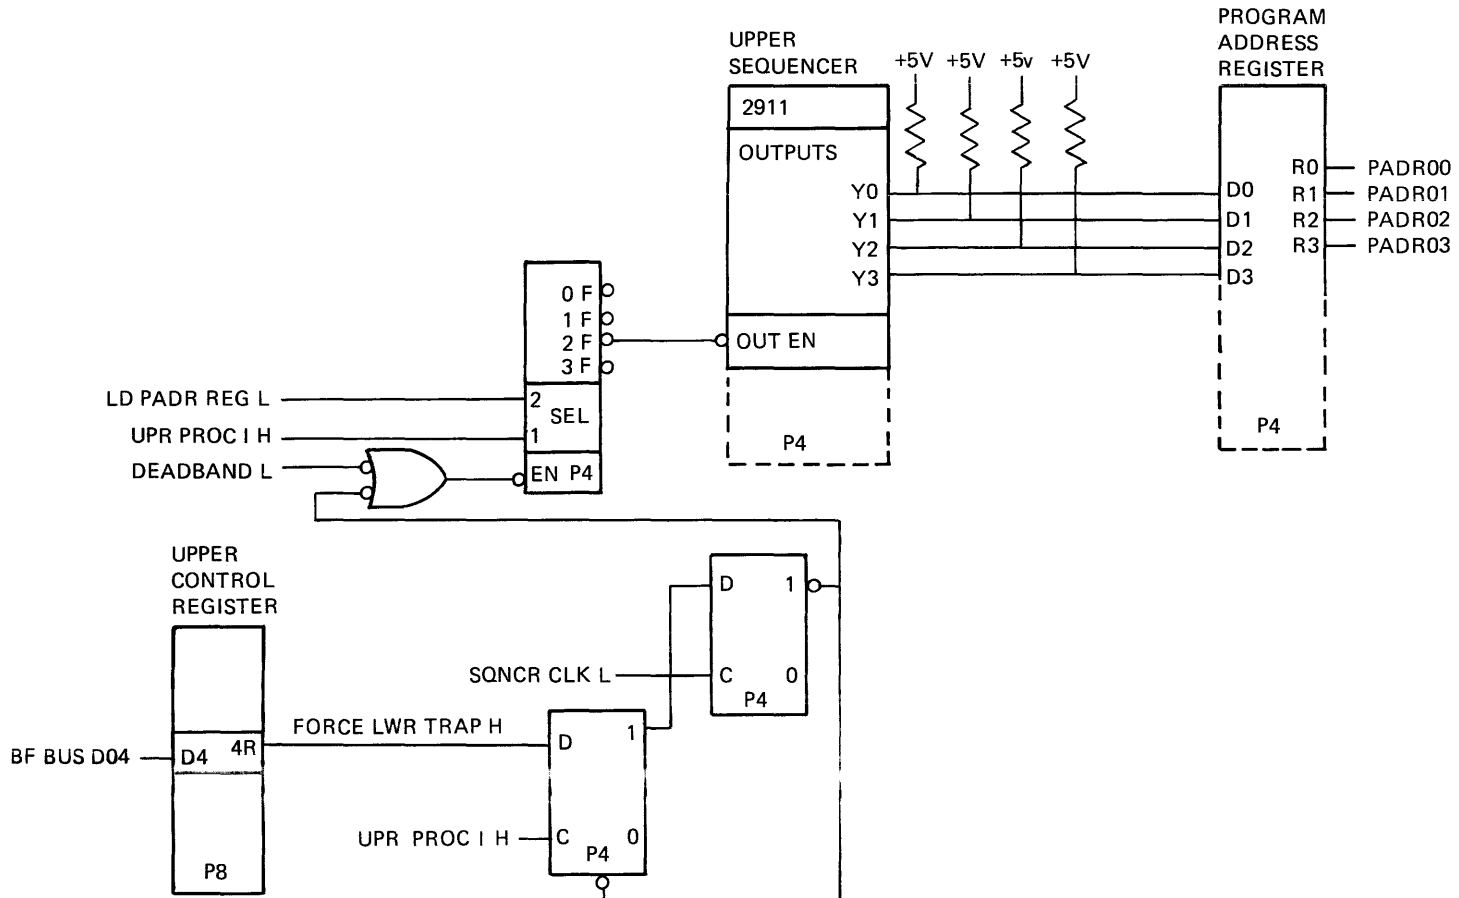 PROGRAM
ADDRESS
REGISTER
UPPER
SEQUENCER
+5V +5V +5v +5V
2911
OUTPUTS
Y0
Y1
Y2
Y3
OUT EN
P4
D0
D1
D2
D3
R0
R1
R2
R3
PADR00
PADR01
PADR02
PADR03
P4
0 F
1 F
2 F
3 F
LD PADR REG L
2
SEL
UPR PROC I H
1
DEADBAND L
EN P4
UPPER
CONTROL
REGISTER
D 1
SQNCR CLK L
C 0
P4
FORCE LWR TRAP H
D 1
BF BUS D04
D4 4R
UPR PROC I H
C 0
P4
P8